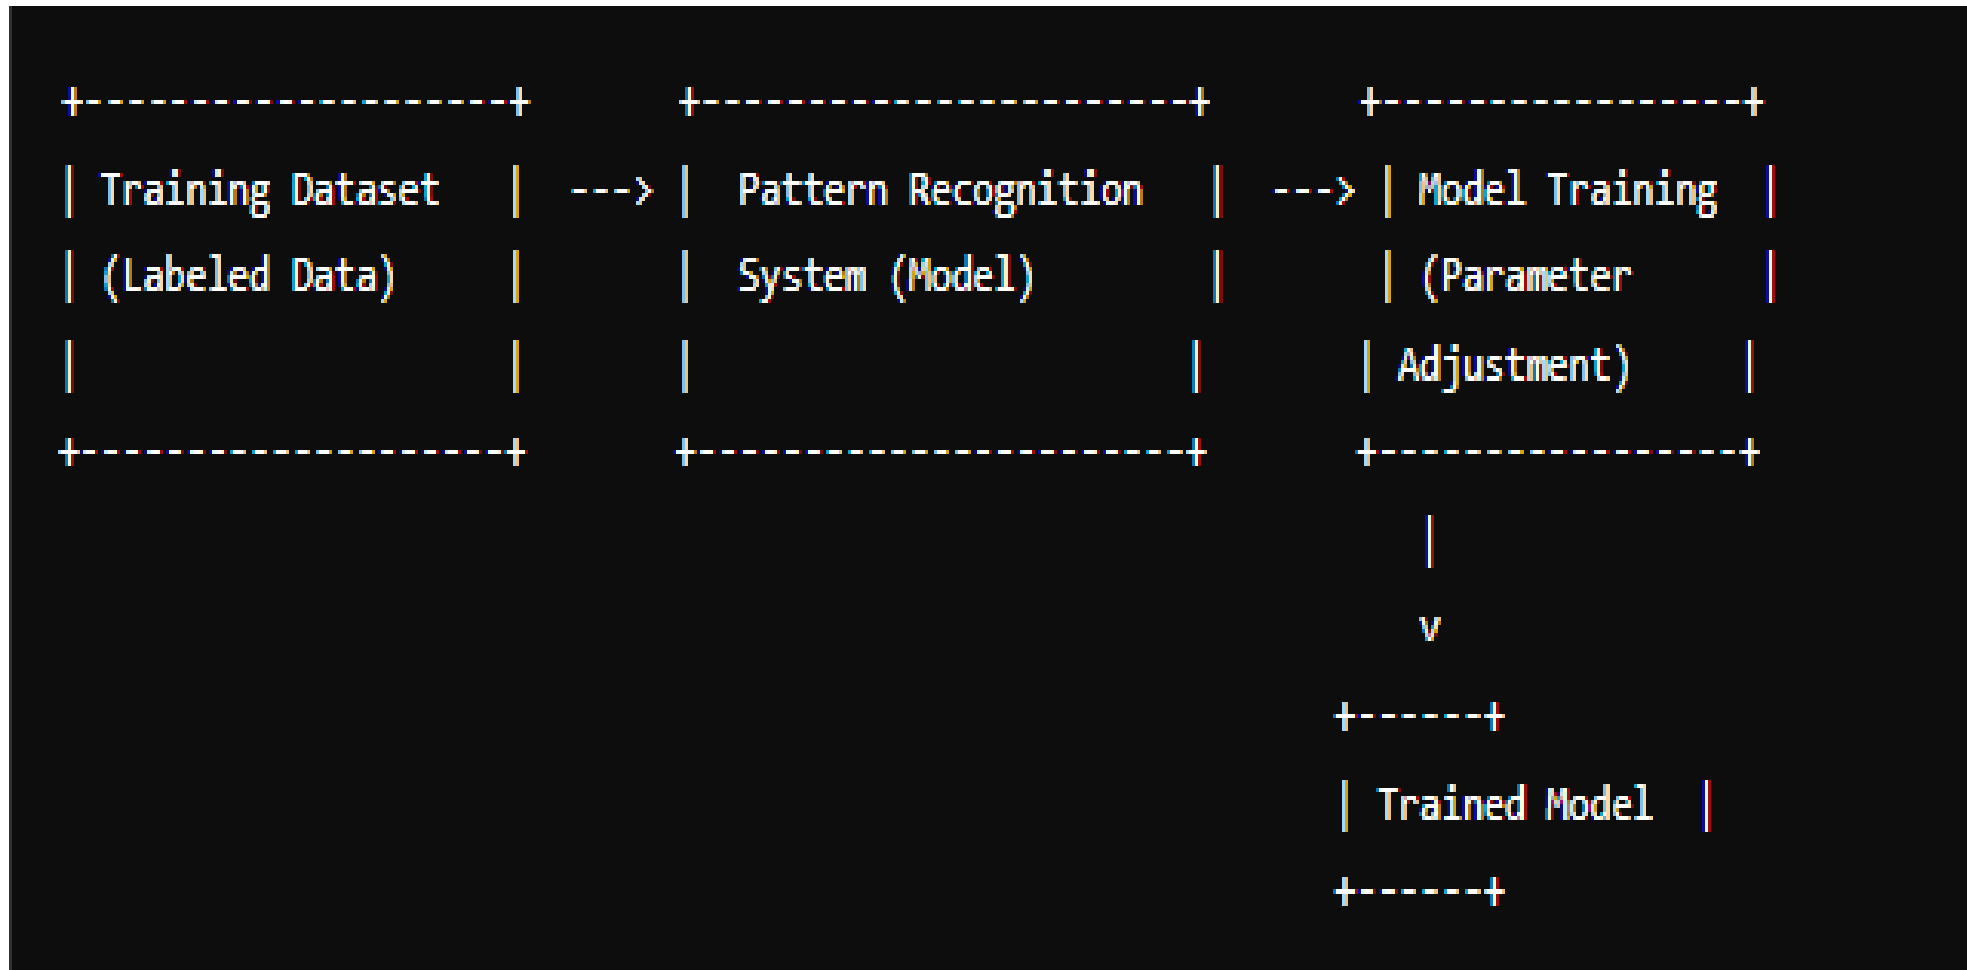 +--------------------+ +-----------------------+ +-----------------+
| Training Dataset | ---> | Pattern Recognition | ---> | Model Training |
| (Labeled Data) | | System (Model) | | (Parameter |
| | | | | Adjustment) |
+--------------------+ +-----------------------+ +-----------------+
|
v
+------+
| Trained Model |
+------+